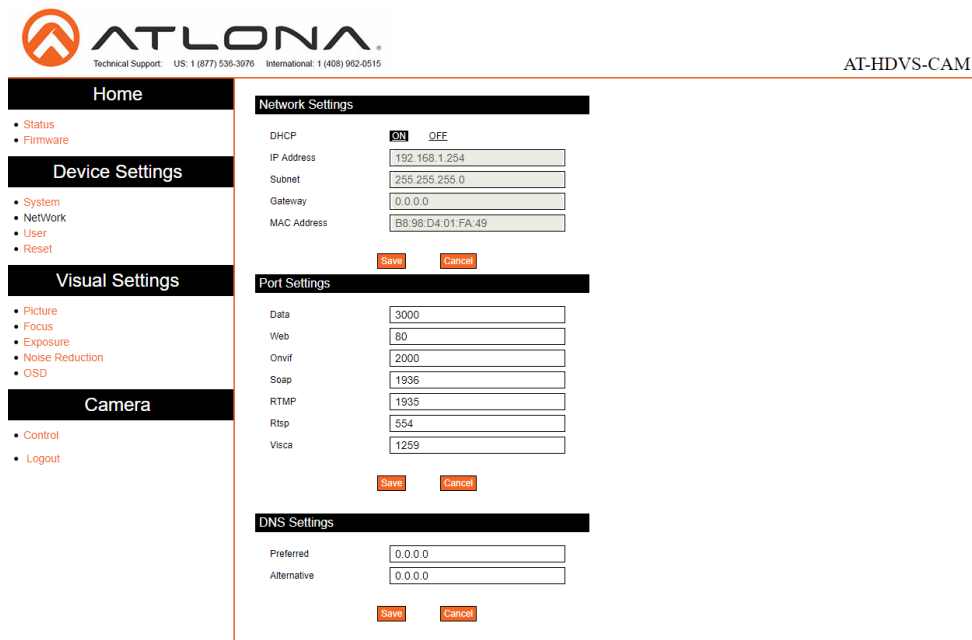 ATLONA®
Technical Support: US: 1 (877) 536-3976 International: 1 (408) 962-0515
AT-HDVS-CAM
Home
Status
Firmware
Device Settings
System
NetWork
User
Reset
Visual Settings
Picture
Focus
Exposure
Noise Reduction
OSD
Camera
Control
Logout
Network Settings
DHCP ON OFF
IP Address 192.168.1.254
Subnet 255.255.255.0
Gateway 0.0.0.0
MAC Address B8:98:D4:01:FA:49
Save Cancel
Port Settings
Data 3000
Web 80
Onvif 2000
Soap 1936
RTMP 1935
Rtsp 554
Visca 1259
Save Cancel
DNS Settings
Preferred 0.0.0.0
Alternative 0.0.0.0
Save Cancel